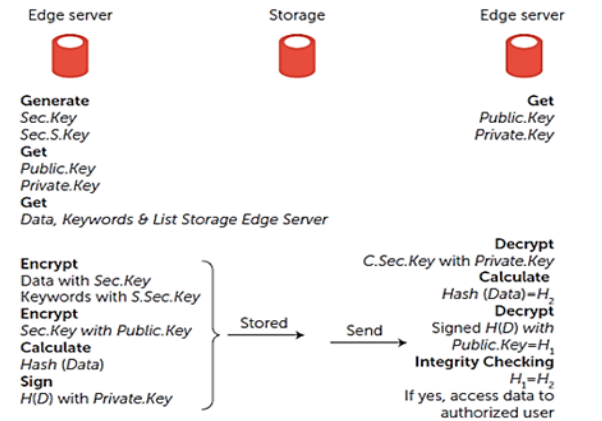 Edge server
Storage
Edge server
Generate
Sec.Key
Sec.S.Key
Get
Public.Key
Private.Key
Get
Data, Keywords & List Storage Edge Server
Get
Public.Key
Private.Key
Encrypt
Data with Sec.Key
Keywords with S.Sec.Key
Encrypt
Sec.Key with Public.Key
Calculate
Hash (Data)
Sign
H(D) with Private.Key
Stored
Send
Decrypt
C.Sec.Key with Private.Key
Calculate
Hash (Data)=H₂
Decrypt
Signed H(D) with
Public.Key=H₁
Integrity Checking
H₁=H₂
If yes, access data to
authorized user